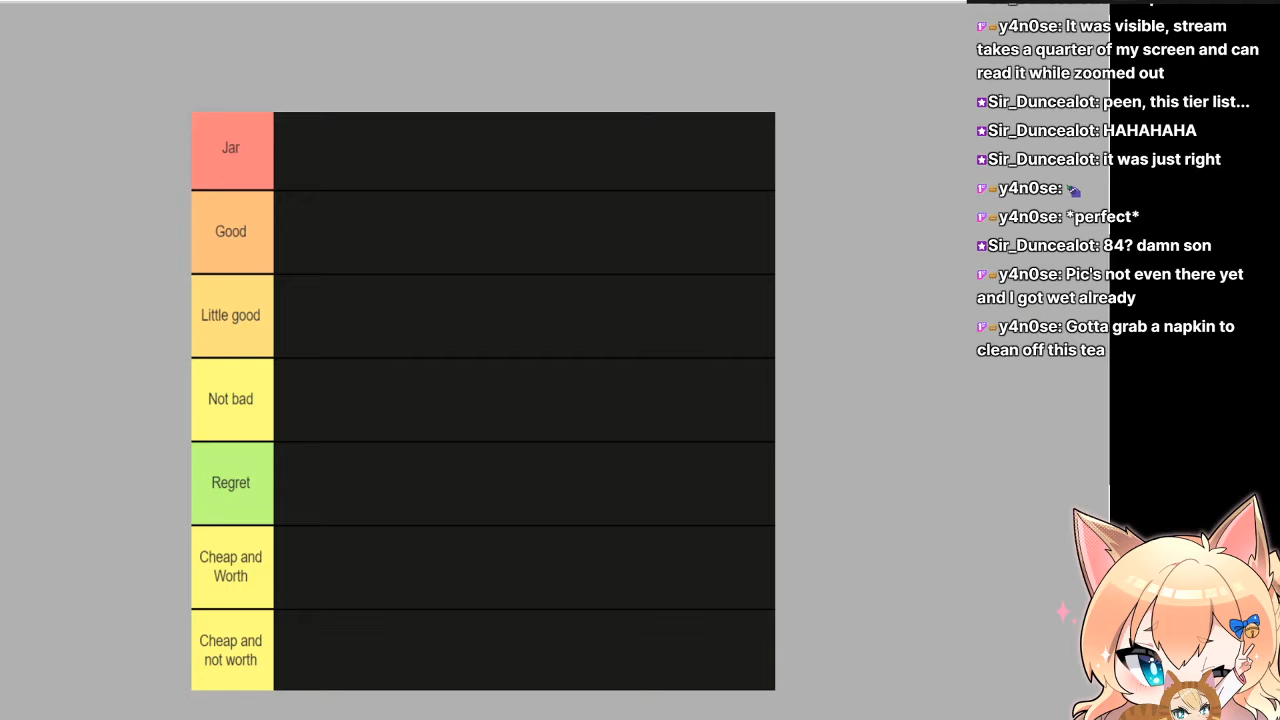 y4n0se: It was visible, stream
takes a quarter of my screen and can
read it while zoomed out
Sir_Duncealot: peen, this tier list...
Sir_Duncealot: HAHAHAHA
Sir_Duncealot: it was just right
y4n0se:
y4n0se: *perfect*
Sir_Duncealot: 84? damn son
y4n0se: Pic's not even there yet
and I got wet already
y4n0se: Gotta grab a napkin to
clean off this tea
Jar
Good
Little good
Not bad
Regret
Cheap and
Worth
Cheap and
not worth